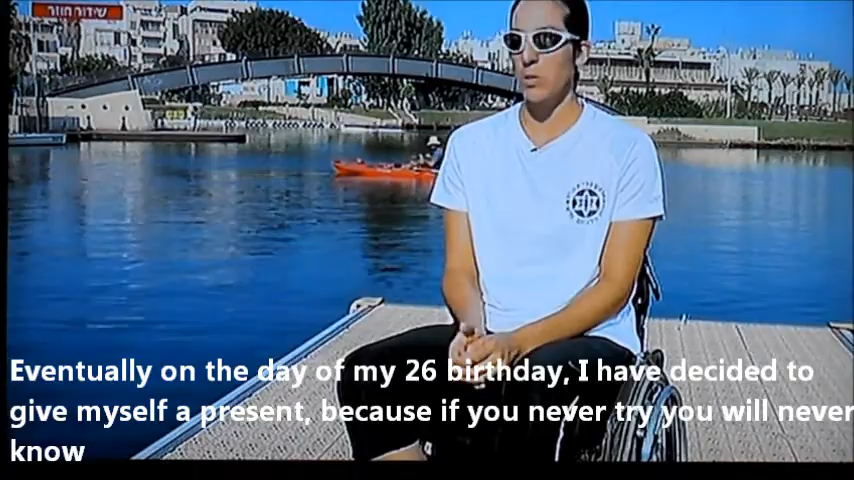 שידור חוזר
Eventually on the day of my 26 birthday, I have decided to
give myself a present, because if you never try you will never
know